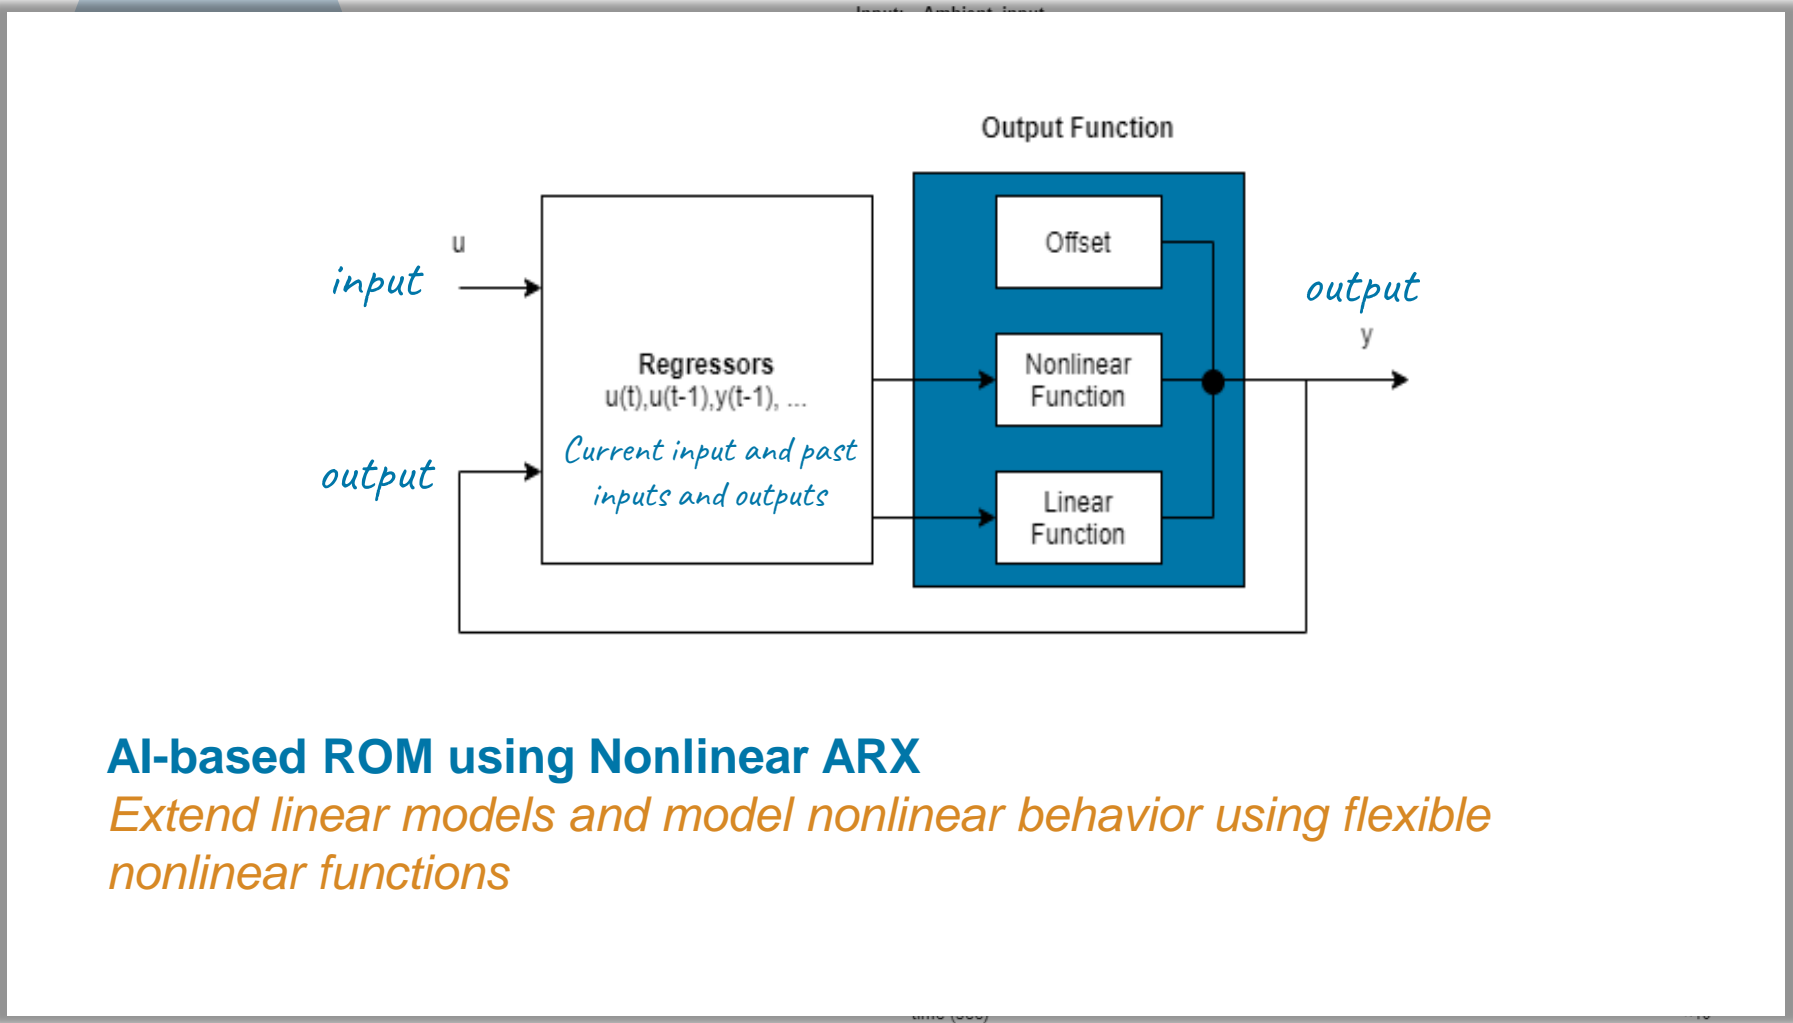 Output Function
u
input
Offset
output
y
Regressors
u(t),u(t-1),y(t-1), ...
Current input and past
inputs and outputs
Nonlinear
Function
output
Linear
Function
AI-based ROM using Nonlinear ARX
Extend linear models and model nonlinear behavior using flexible
nonlinear functions